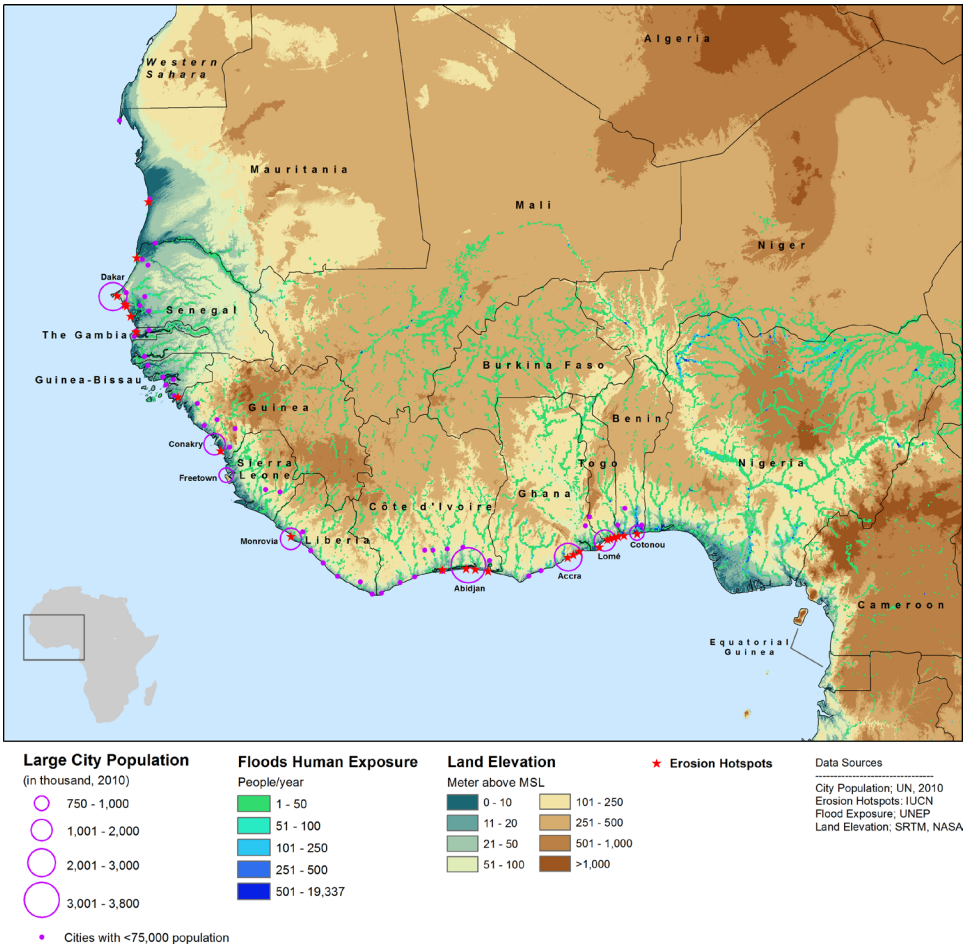 Algeria
Western
Sahara
Mauritania
Mali
Niger
Dakar
Senegal
The Gambia
Burkina Faso
Guinea-Bissau
Guinea
Benin
Conakry
Togo
Sierra
Leone
Nigeria
Freetown
Ghana
Côte d'Ivoire
Monrovia
Liberia
Cotonou
Lomé
Accra
Abidjan
Cameroon
Equatorial
Guinea
Large City Population
(in thousand, 2010)
750 - 1,000
1,001 - 2,000
2,001 - 3,000
3,001 - 3,800
Cities with <75,000 population
Floods Human Exposure
People/year
1 - 50
51 - 100
101 - 250
251 - 500
501 - 19,337
Land Elevation
Meter above MSL
0 - 10
11 - 20
21 - 50
51 - 100
101 - 250
251 - 500
501 - 1,000
>1,000
Erosion Hotspots
Data Sources
--------------------------------
City Population; UN, 2010
Erosion Hotspots: IUCN
Flood Exposure; UNEP
Land Elevation; SRTM, NASA